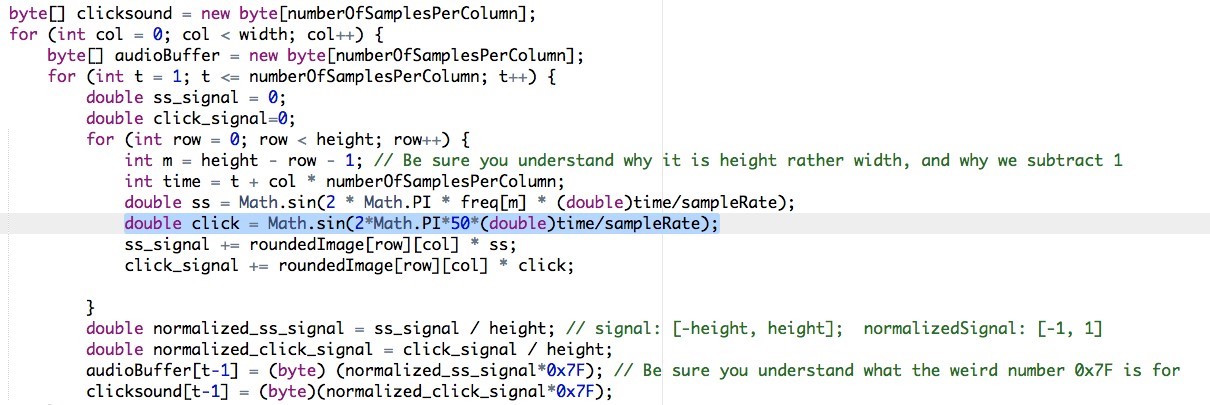 byte[] clicksound = new byte[numberOfSamplesPerColumn];
for (int col = 0; col < width; col++) {
byte[] audioBuffer = new byte[numberOfSamplesPerColumn];
for (int t = 1; t <= numberOfSamplesPerColumn; t++) {
double ss_signal = 0;
double click_signal=0;
for (int row = 0; row < height; row++) {
int m = height - row - 1; // Be sure you understand why it is height rather width, and why we subtract 1
int time = t + col * numberOfSamplesPerColumn;
double ss = Math.sin(2 * Math.PI * freq[m] * (double)time/sampleRate);
double click = Math.sin(2*Math.PI*50*(double)time/sampleRate);
ss_signal += roundedImage[row][col] * ss;
click_signal += roundedImage[row][col] * click;
}
double normalized_ss_signal = ss_signal / height; // signal: [-height, height];  normalizedSignal: [-1, 1]
double normalized_click_signal = click_signal / height;
audioBuffer[t-1] = (byte) (normalized_ss_signal*0x7F); // Be sure you understand what the weird number 0x7F is for
clicksound[t-1] = (byte)(normalized_click_signal*0x7F);